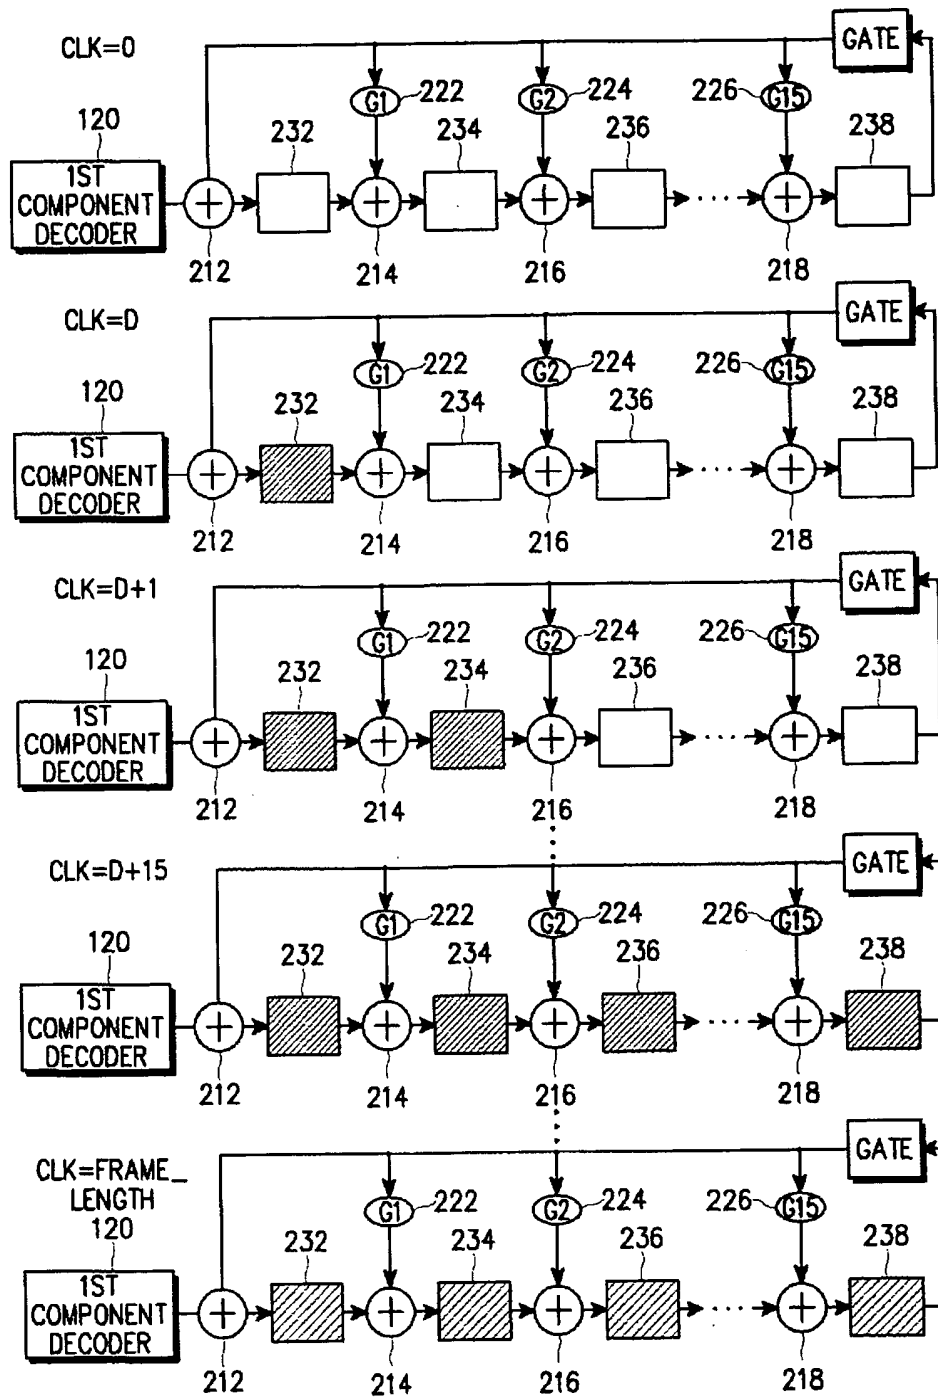 CLK=0
GATE
G1 222
G2 224
226 G15
120
232
234
236
238
1ST
COMPONENT
DECODER
212
214
216
218
CLK=D
GATE
G1 222
G2 224
226 G15
120
232
234
236
238
1ST
COMPONENT
DECODER
212
214
216
218
CLK=D+1
GATE
G1 222
G2 224
226 G15
120
232
234
236
238
1ST
COMPONENT
DECODER
212
214
216
218
CLK=D+15
GATE
G1 222
G2 224
226 G15
120
232
234
236
238
1ST
COMPONENT
DECODER
212
214
216
218
CLK=FRAME_
LENGTH
GATE
G1 222
G2 224
226 G15
120
232
234
236
238
1ST
COMPONENT
DECODER
212
214
216
218